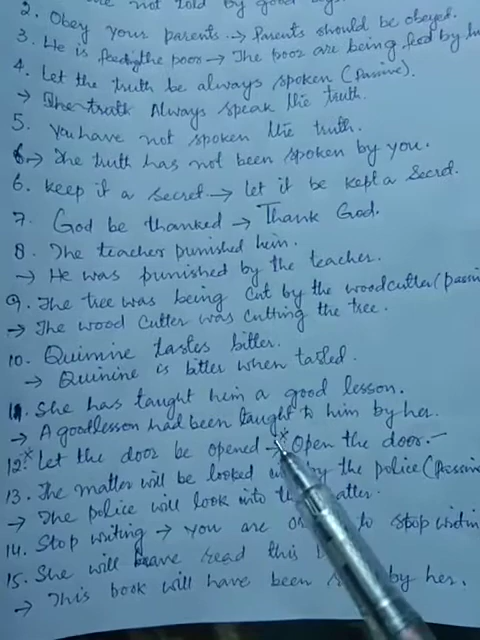 are not told by good
2. Obey your parents. → Parents should be obeyed.
3. He is feeding the poor → The poor are being fed by
4. Let the truth be always spoken (Passive).
→ The truth Always speak the truth.
5. You have not spoken the truth.
→ The truth has not been spoken by you.
6. Keep it a secret. → let it be kept a secret.
7. God be thanked → Thank God.
8. The teacher punished him.
→ He was punished by the teacher.
9. The tree was being cut by the woodcutter (passi
→ The wood cutter was cutting the tree.
10. Quinine tastes bitter.
→ Quinine is bitter when tasted.
11. She has taught him a good lesson.
→ A good lesson had been taught to him by her.
12.* Let the door be opened → Open the door.
13. The matter will be looked by the police (Passive
→ The police will look into the matter.
14. Stop writing → you are to stop writin
15. She will have read this
→ This book will have been by her.